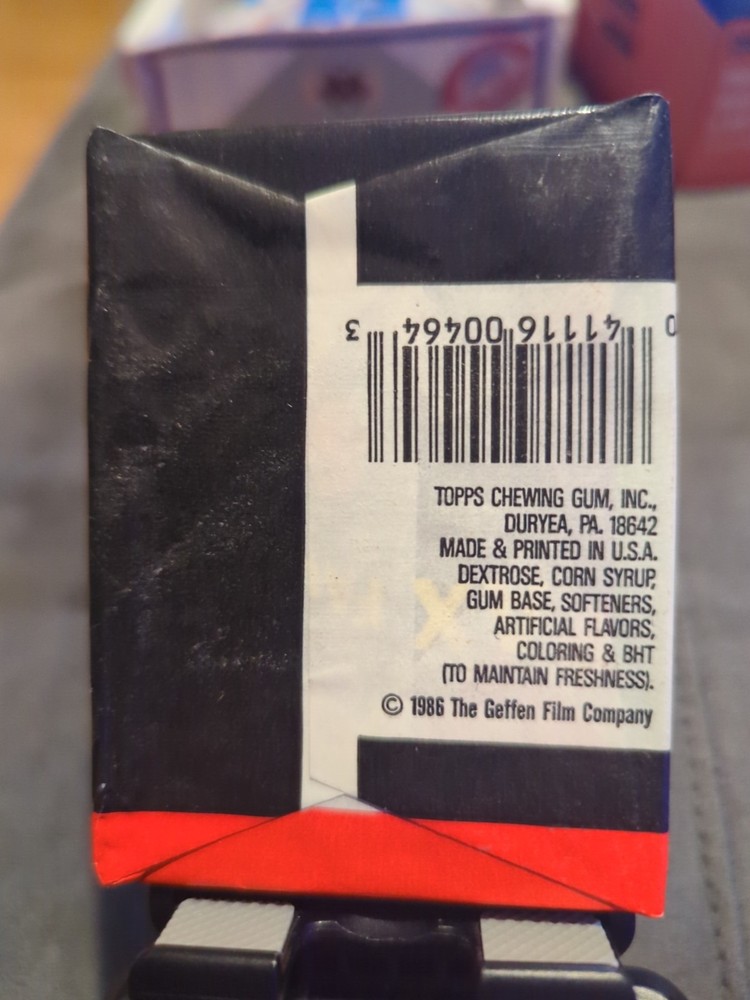 0 41116 00464 3
TOPPS CHEWING GUM, INC.,
DURYEA, PA. 18642
MADE & PRINTED IN U.S.A.
DEXTROSE, CORN SYRUP,
GUM BASE, SOFTENERS,
ARTIFICIAL FLAVORS,
COLORING & BHT
(TO MAINTAIN FRESHNESS).
© 1986 The Geffen Film Company